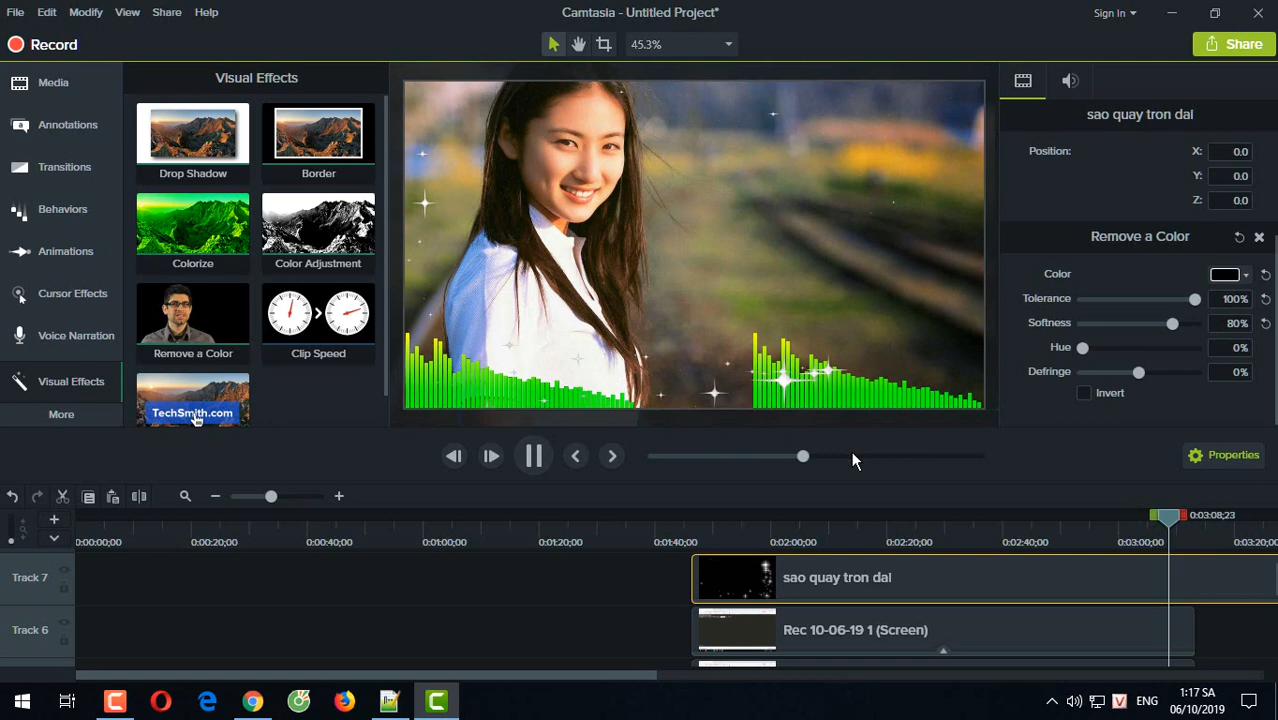 File Edit Modify View Share Help
Camtasia - Untitled Project*
Sign In
Record
45.3%
Share
Media
Annotations
Transitions
Behaviors
Animations
Cursor Effects
Voice Narration
Visual Effects
More
Visual Effects
Drop Shadow
Border
Colorize
Color Adjustment
Remove a Color
Clip Speed
TechSmith.com
sao quay tron dal
Position: X: 0.0
Y: 0.0
Z: 0.0
Remove a Color
Color
Tolerance 100%
Softness 80%
Hue 0%
Defringe 0%
Invert
Properties
0:03:08;23
0:00:00;00 0:00:20;00 0:00:40;00 0:01:00;00 0:01:20;00 0:01:40;00 0:02:00;00 0:02:20;00 0:02:40;00 0:03:00;00 0:03:20;00
Track 7
sao quay tron dal
Track 6
Rec 10-06-19 1 (Screen)
V ENG
1:17 SA
06/10/2019